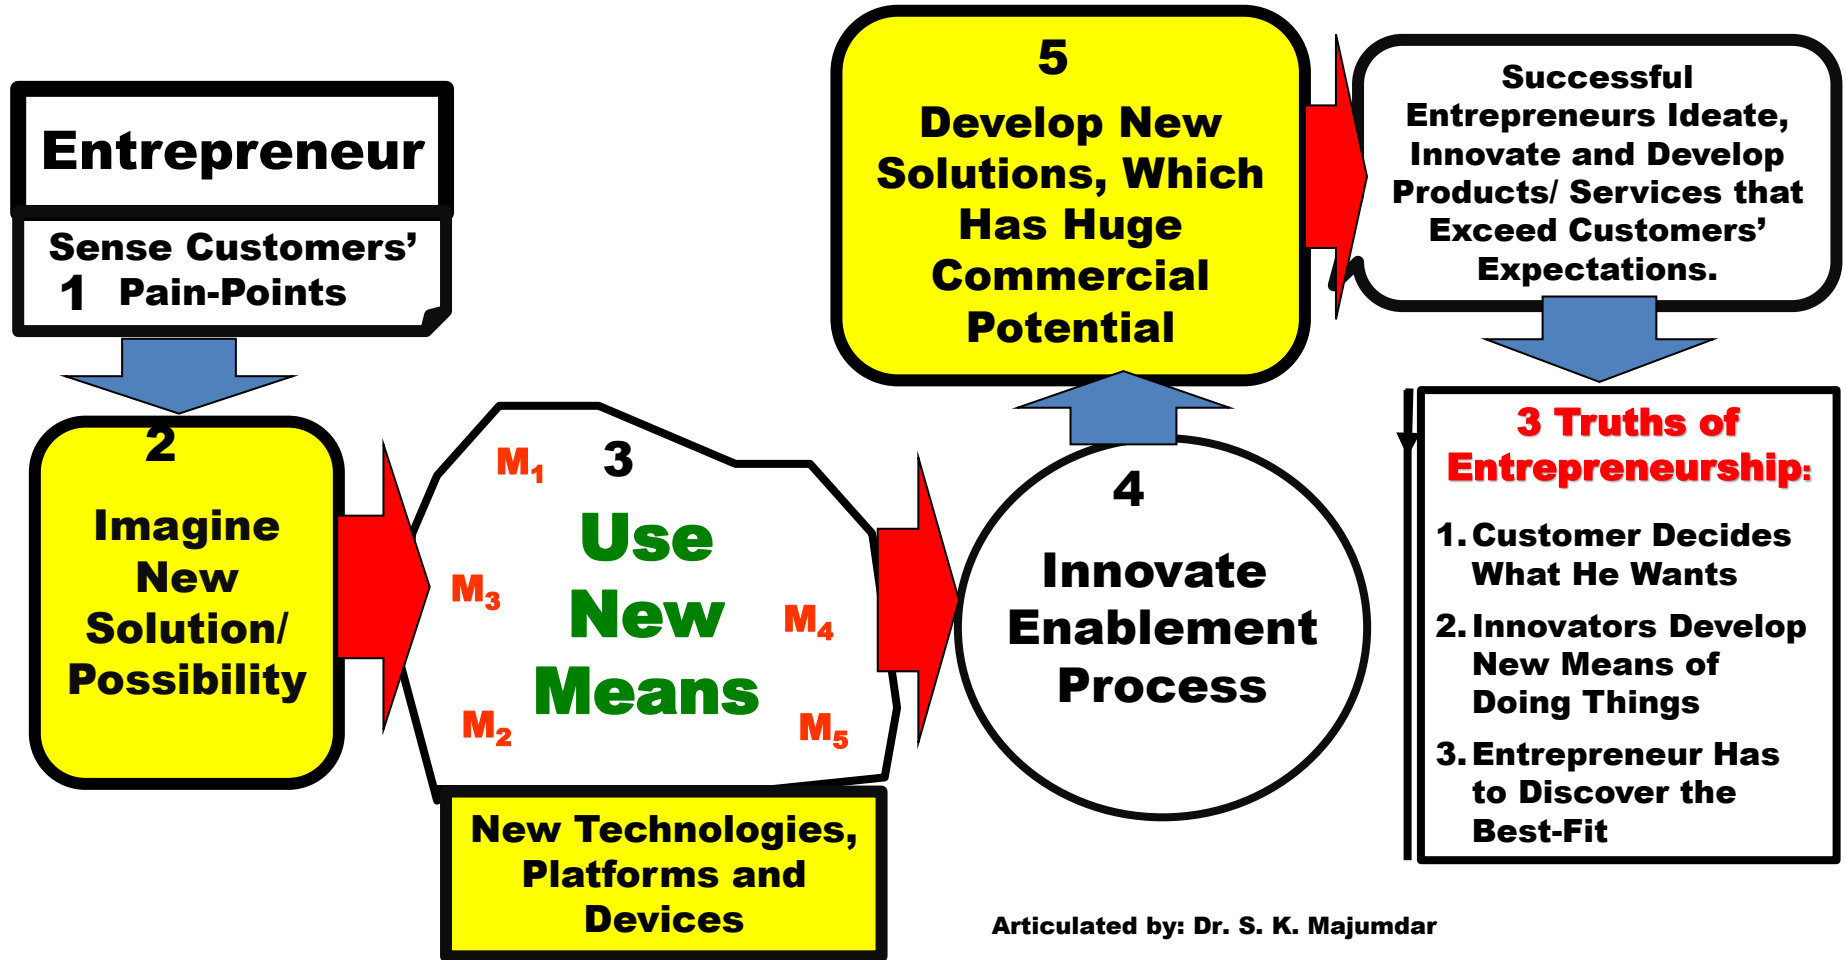 Entrepreneur
Sense Customers’
1 Pain-Points
2
Imagine
New
Solution/
Possibility
3
M1
M3
M2
M4
M5
Use
New
Means
New Technologies,
Platforms and
Devices
4
Innovate
Enablement
Process
5
Develop New
Solutions, Which
Has Huge
Commercial
Potential
Successful
Entrepreneurs Ideate,
Innovate and Develop
Products/ Services that
Exceed Customers’
Expectations.
3 Truths of
Entrepreneurship:
1. Customer Decides
What He Wants
2. Innovators Develop
New Means of
Doing Things
3. Entrepreneur Has
to Discover the
Best-Fit
Articulated by: Dr. S. K. Majumdar